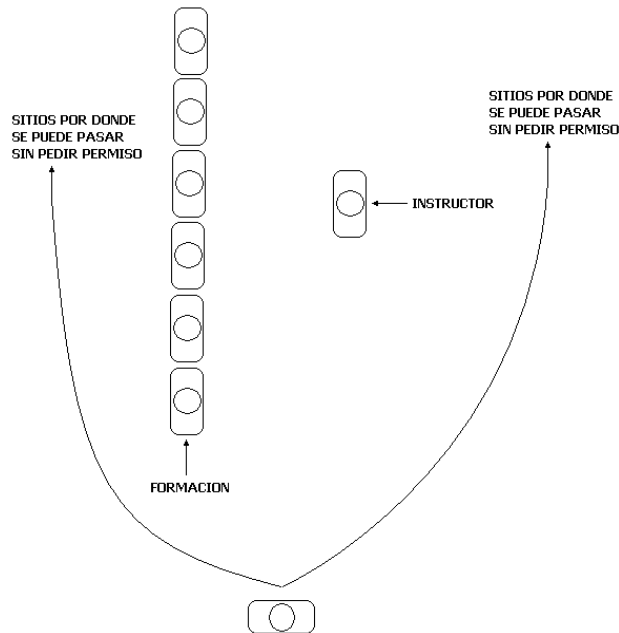 SITIOS POR DONDE
SE PUEDE PASAR
SIN PEDIR PERMISO
SITIOS POR DONDE
SE PUEDE PASAR
SIN PEDIR PERMISO
INSTRUCTOR
FORMACION